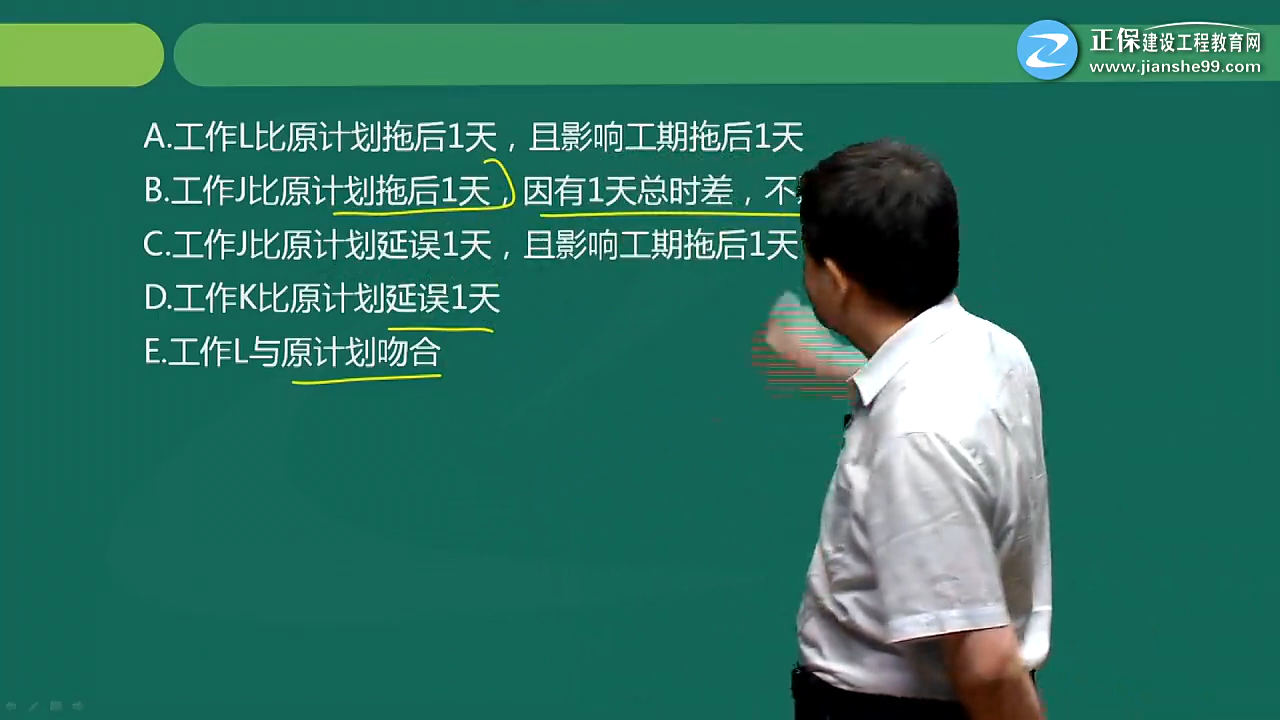 正保建设工程教育网
www.jianshe99.com
A.工作L比原计划拖后1天，且影响工期拖后1天
B.工作J比原计划拖后1天，因有1天总时差，不
C.工作J比原计划延误1天，且影响工期拖后1天
D.工作K比原计划延误1天
E.工作L与原计划吻合